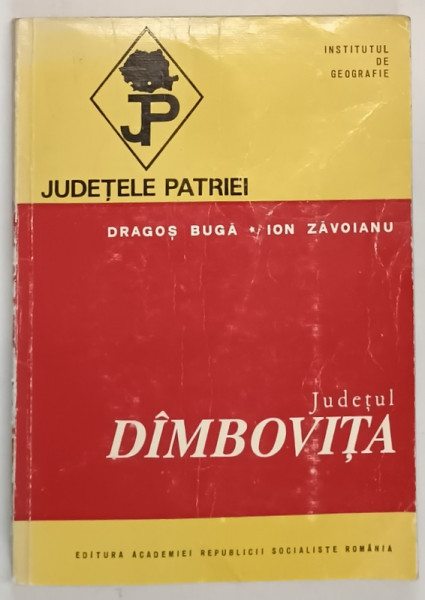 INSTITUTUL
DE
GEOGRAFIE
JP
JUDEȚELE PATRIEI
DRAGOȘ BUGĂ * ION ZĂVOIANU
Județul
DÎMBOVIȚA
EDITURA ACADEMIEI REPUBLICII SOCIALISTE ROMÂNIA